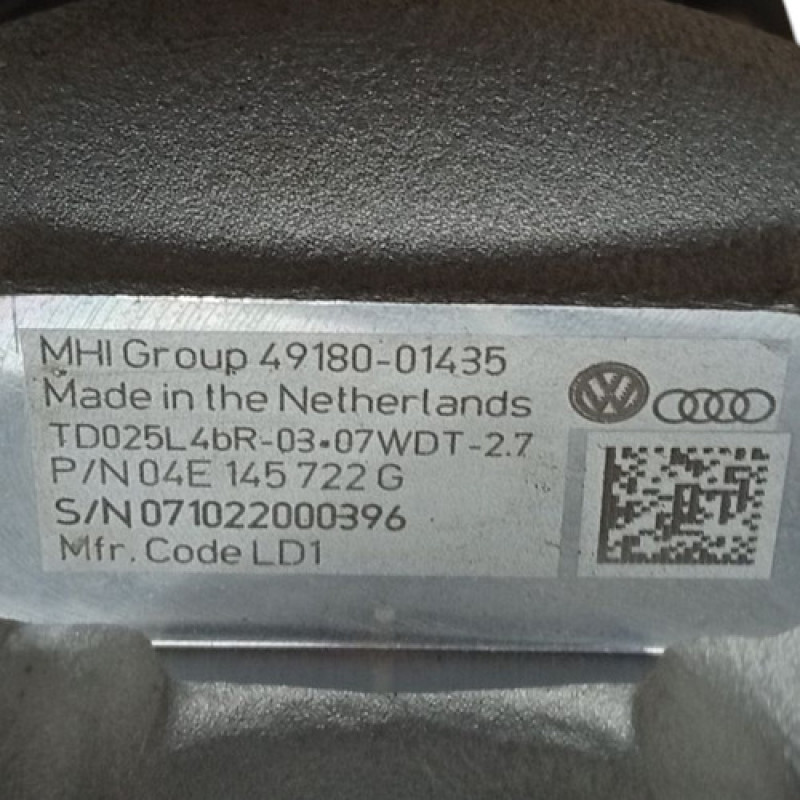 MHI Group 49180-01435
Made in the Netherlands
TD025L4bR-03•07WDT-2.7
P/N 04E 145 722 G
S/N 071022000396
Mfr. Code LD1